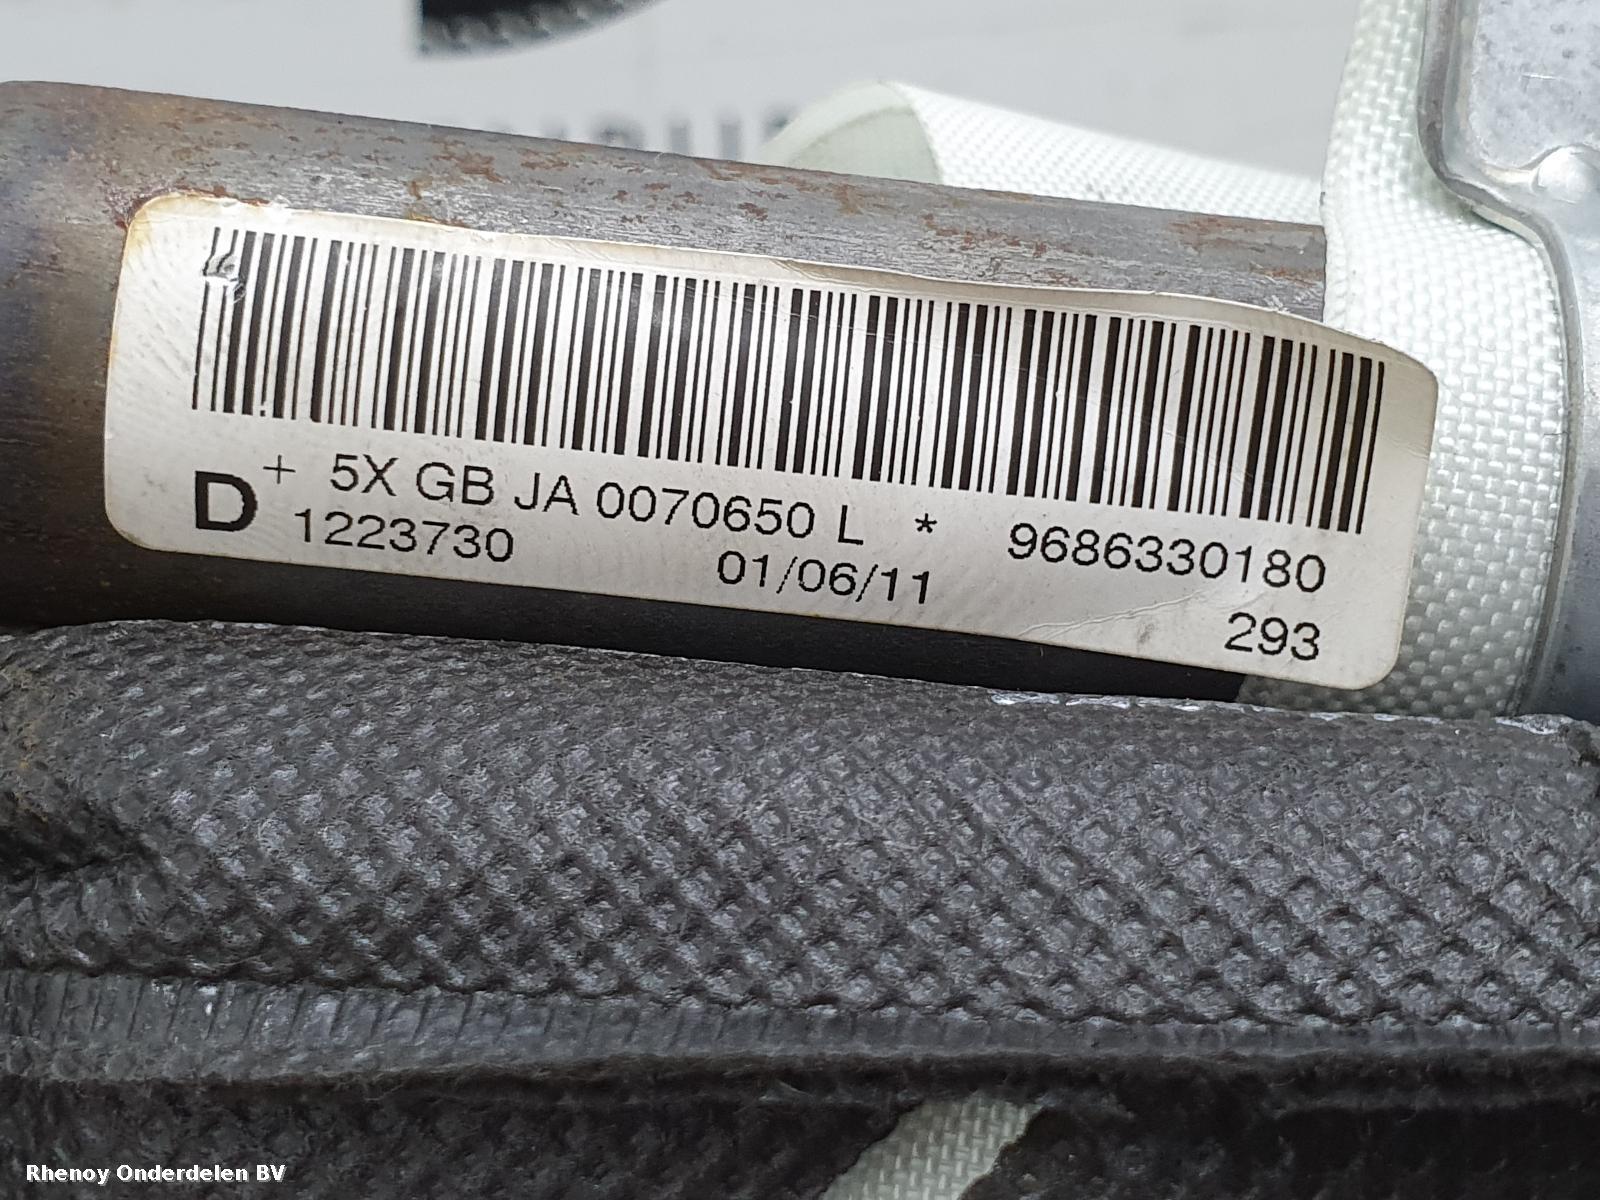 D + 5X GB JA 0070650 L * 9686330180
1223730 01/06/11
293
Rhenoy Onderdelen BV